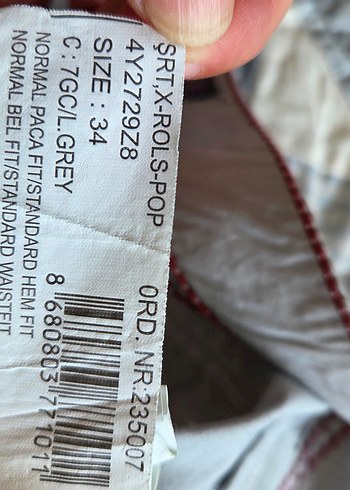 ŞRT.X-ROLS-POP ORD. NR:235007
4Y2729Z8
SIZE : 34
C: 7GC/L.GREY
NORMAL PACA FIT/STANDARD HEM FIT
NORMAL BEL FIT/STANDARD WAISTFIT
8 680803 771011